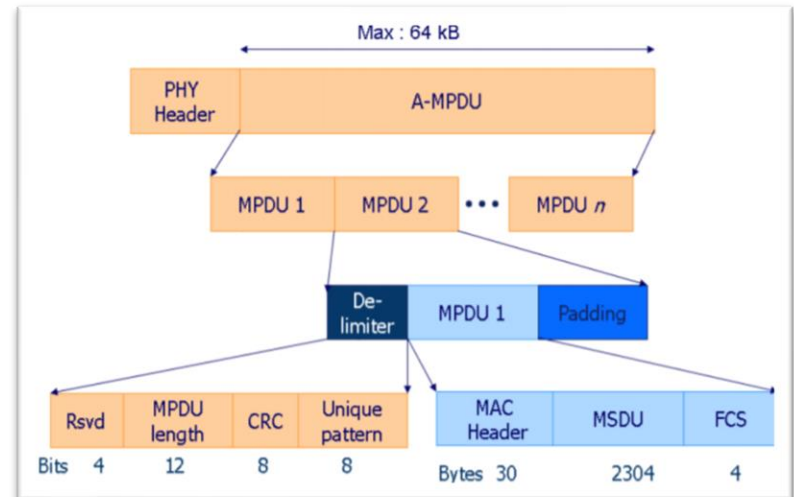 Max : 64 kB
PHY
Header
A-MPDU
MPDU 1
MPDU 2
•••
MPDU n
De-
limiter
MPDU 1
Padding
Rsvd
MPDU
length
CRC
Unique
pattern
MAC
Header
MSDU
FCS
Bits 4 12 8 8
Bytes 30 2304 4